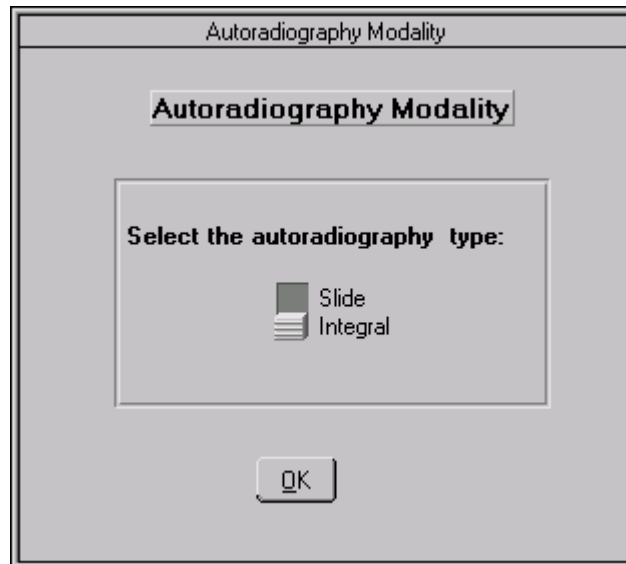 Autoradiography Modality
Autoradiography Modality
Select the autoradiography type:
Slide
Integral
OK